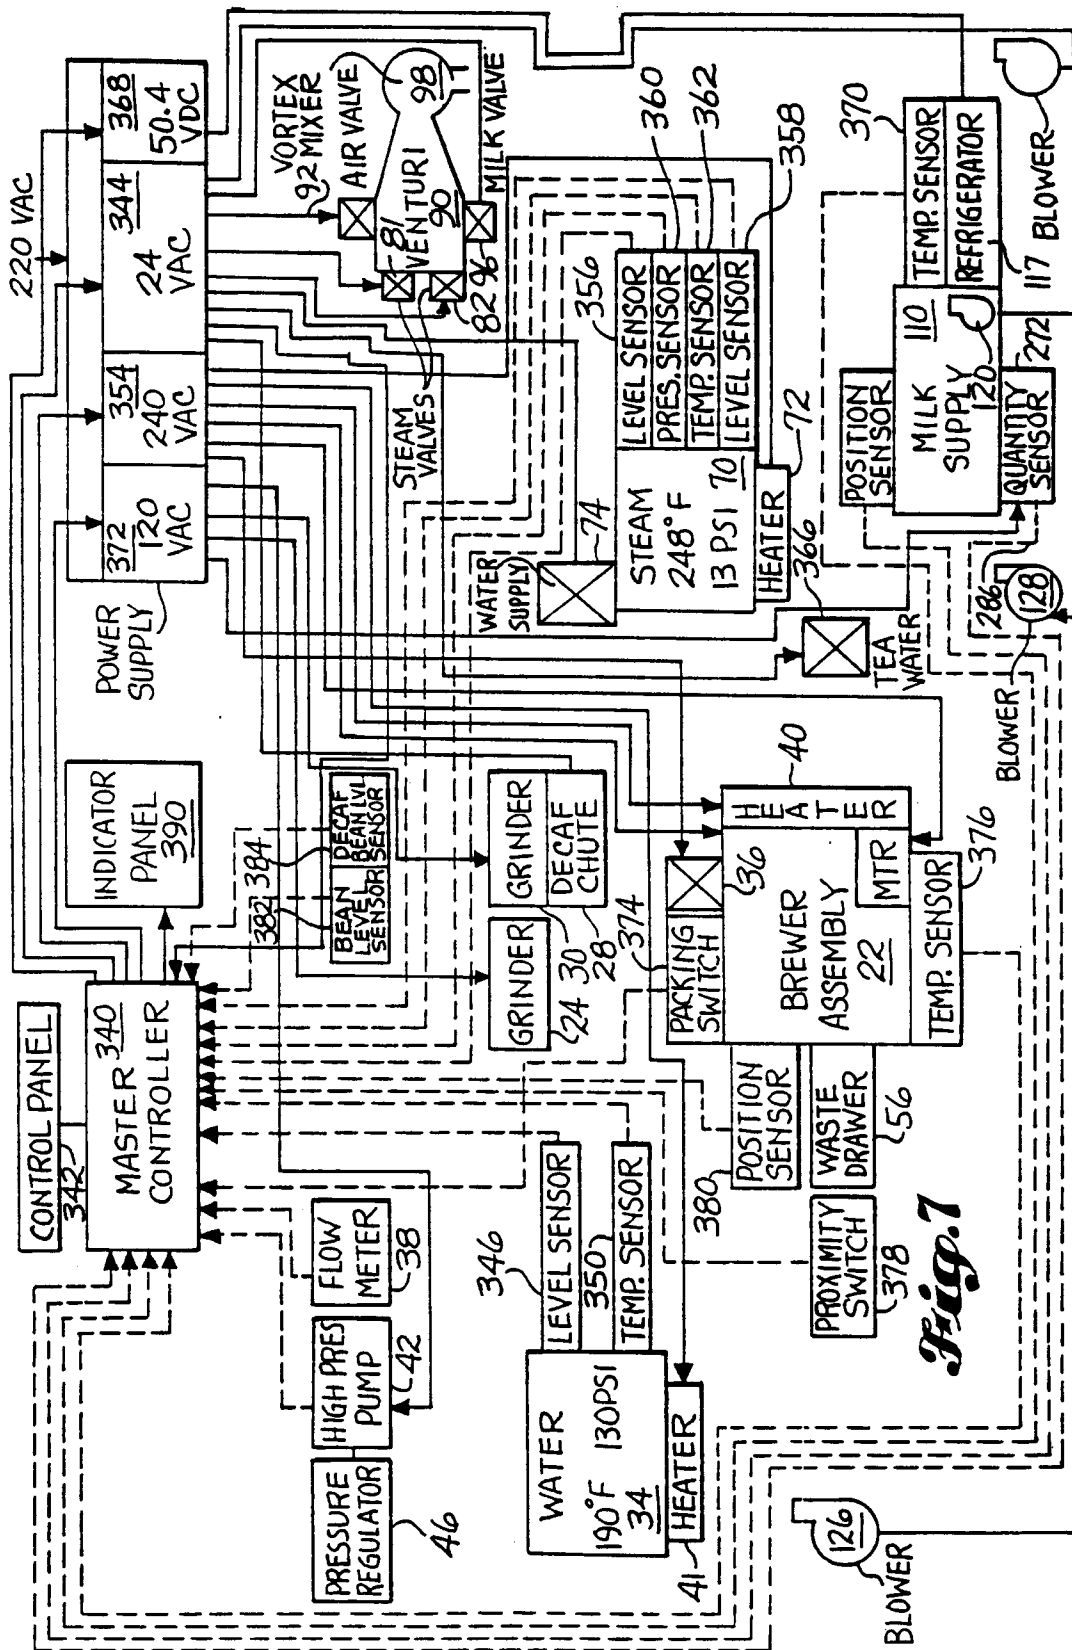 CONTROL PANEL
342
MASTER
340
CONTROLLER
INDICATOR
PANEL
390
POWER
SUPPLY
220 VAC
372
120
VAC
354
240
VAC
344
24
VAC
368
50.4
VDC
PRESSURE
REGULATOR
46
HIGH PRES
PUMP
42
FLOW
METER
38
382
384
BEAN
LEVEL
SENSOR
DECAF
BEAN LVL
SENSOR
VORTEX
MIXER
92
AIR VALVE
81
VENTURI
90
98
82
96
MILK VALVE
STEAM
VALVES
GRINDER
24
GRINDER
DECAF
CHUTE
30
28
WATER
190°F 130PSI
34
HEATER
41
LEVEL SENSOR
346
TEMP. SENSOR
350
PACKING
SWITCH
374
36
HEATER
40
BREWER
ASSEMBLY
22
MTR
TEMP. SENSOR
376
POSITION
SENSOR
380
WASTE
DRAWER
56
PROXIMITY
SWITCH
378
WATER
SUPPLY
74
STEAM
248°F
13 PSI 70
HEATER
72
LEVEL SENSOR
PRES. SENSOR
TEMP. SENSOR
LEVEL SENSOR
356
360
362
358
366
TEA
WATER
POSITION
SENSOR
110
MILK
SUPPLY
120
QUANTITY
SENSOR
272
286
TEMP. SENSOR
REFRIGERATOR
370
117
BLOWER
128
BLOWER
126
BLOWER
Fig. 7